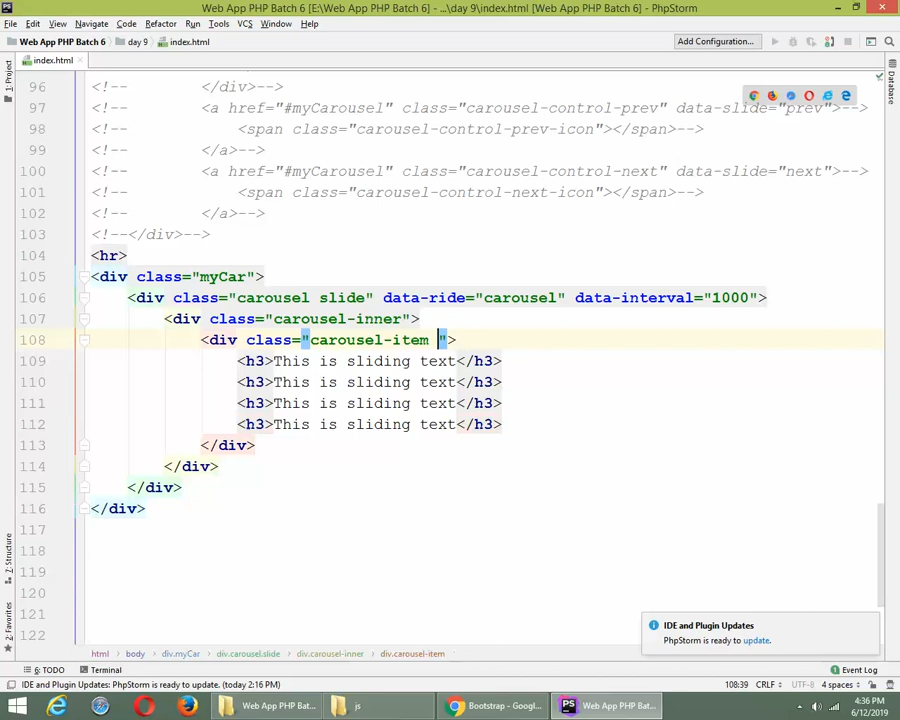 Web App PHP Batch 6 [E:\Web App PHP Batch 6] - ...\day 9\index.html [Web App PHP Batch 6] - PhpStorm
File Edit View Navigate Code Refactor Run Tools VCS Window Help
Web App PHP Batch 6 day 9 index.html Add Configuration...
index.html
1: Project
Database
2: Structure
2: Favorites
96 <!-- </div>-->
97 <!-- <a href="#myCarousel" class="carousel-control-prev" data-slide="prev">-->
98 <!-- <span class="carousel-control-prev-icon"></span>-->
99 <!-- </a>-->
100 <!-- <a href="#myCarousel" class="carousel-control-next" data-slide="next">-->
101 <!-- <span class="carousel-control-next-icon"></span>-->
102 <!-- </a>-->
103 <!--</div>-->
104 <hr>
105 <div class="myCar">
106 <div class="carousel slide" data-ride="carousel" data-interval="1000">
107 <div class="carousel-inner">
108 <div class="carousel-item ">
109 <h3>This is sliding text</h3>
110 <h3>This is sliding text</h3>
111 <h3>This is sliding text</h3>
112 <h3>This is sliding text</h3>
113 </div>
114 </div>
115 </div>
116 </div>
117
118
119
120
121
122
IDE and Plugin Updates
PhpStorm is ready to update.
html body div.myCar div.carousel.slide div.carousel-inner div.carousel-item
6: TODO Terminal Event Log
IDE and Plugin Updates: PhpStorm is ready to update. (today 2:16 PM) 108:39 CRLF UTF-8 4 spaces
Web App PHP Bat... js Bootstrap - Googl... Web App PHP Bat... 4:36 PM
6/12/2019